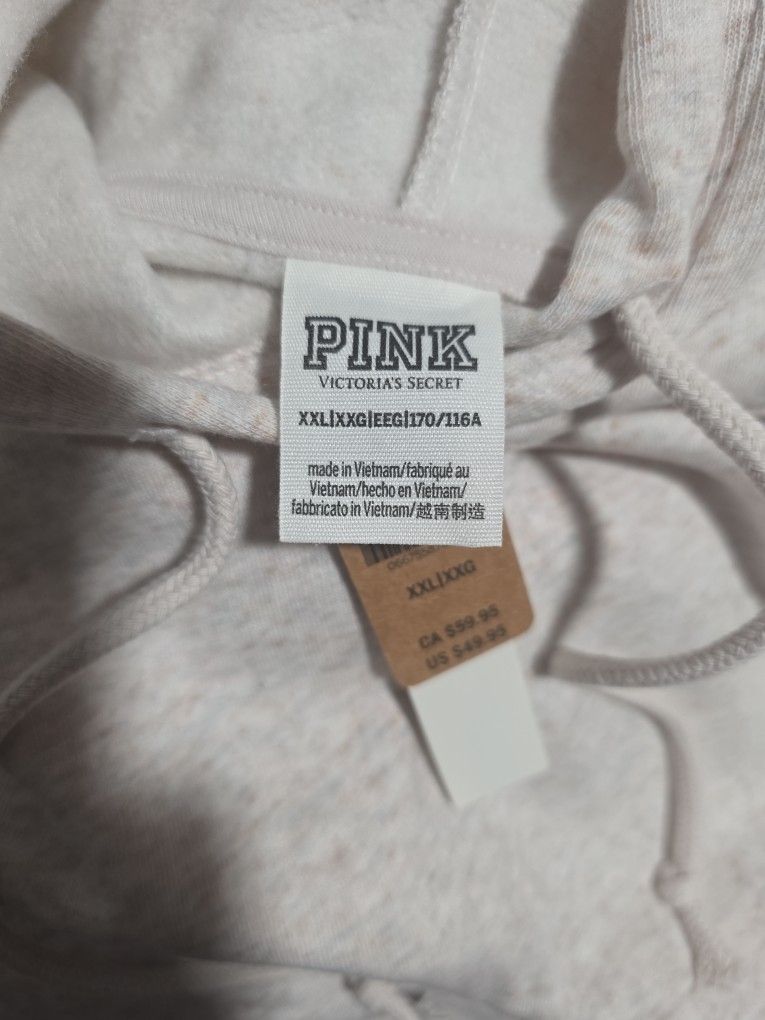 PINK
VICTORIA'S SECRET
XXL|XXG|EEG|170/116A
made in Vietnam/fabriqué au
Vietnam/hecho en Vietnam/
fabbricato in Vietnam/越南制造
XXL|XXG
CA $59.95
US $49.95